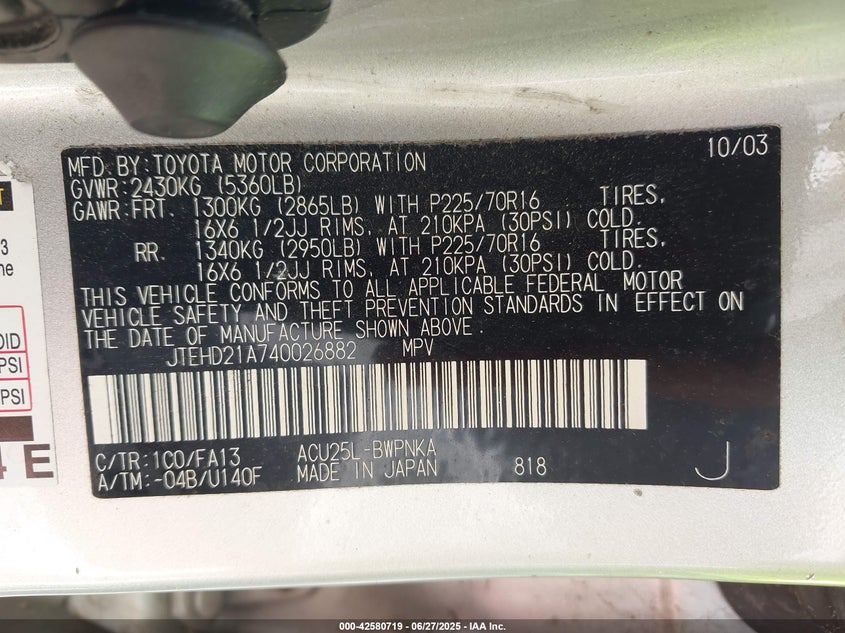 10/03
MFD. BY: TOYOTA MOTOR CORPORATION
GVWR: 2430KG (5360LB)
GAWR: FRT. 1300KG (2865LB) WITH P225/70R16 TIRES,
16X6 1/2JJ RIMS, AT 210KPA (30PSI) COLD.
RR. 1340KG (2950LB) WITH P225/70R16 TIRES,
16X6 1/2JJ RIMS, AT 210KPA (30PSI) COLD.
THIS VEHICLE CONFORMS TO ALL APPLICABLE FEDERAL MOTOR
VEHICLE SAFETY AND THEFT PREVENTION STANDARDS IN EFFECT ON
THE DATE OF MANUFACTURE SHOWN ABOVE.
JTEHD21A740026882 MPV
C/TR: 1C0/FA13 ACU25L-BWPNKA
A/TM: -04B/U140F MADE IN JAPAN 818 J
PSI
PSI
4 E
000-42580719 - 06/27/2025 - IAA Inc.